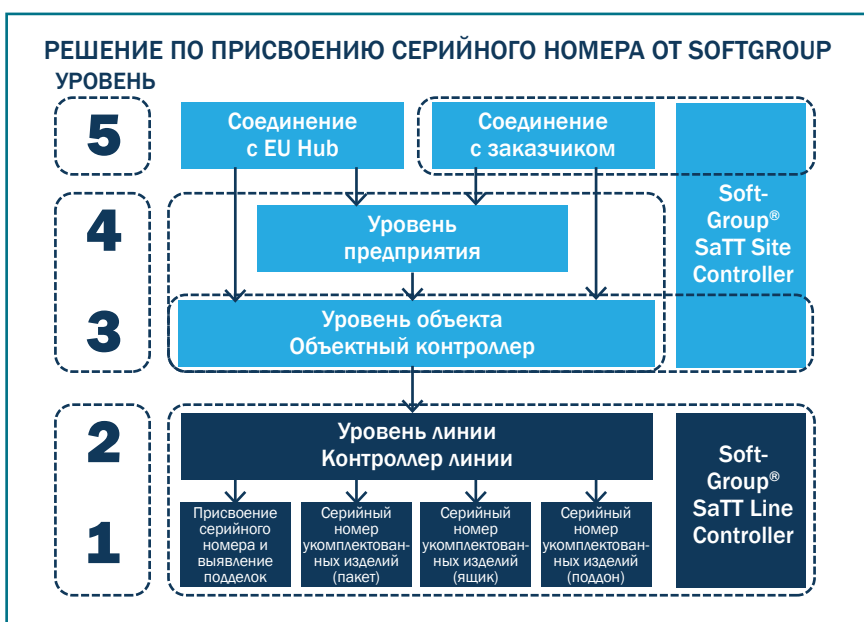 РЕШЕНИЕ ПО ПРИСВОЕНИЮ СЕРИЙНОГО НОМЕРА ОТ SOFTGROUP
УРОВЕНЬ
5
Соединение
с EU Hub
Соединение
с заказчиком
4
Уровень
предприятия
3
Уровень объекта
Объектный контроллер
Soft-
Group®
SaTT Site
Controller
2
Уровень линии
Контроллер линии
1
Присвоение
серийного
номера и
выявление
подделок
Серийный
номер
укомплектован-
ных изделий
(пакет)
Серийный
номер
укомплектован-
ных изделий
(ящик)
Серийный
номер
укомплектован-
ных изделий
(поддон)
Soft-
Group®
SaTT Line
Controller